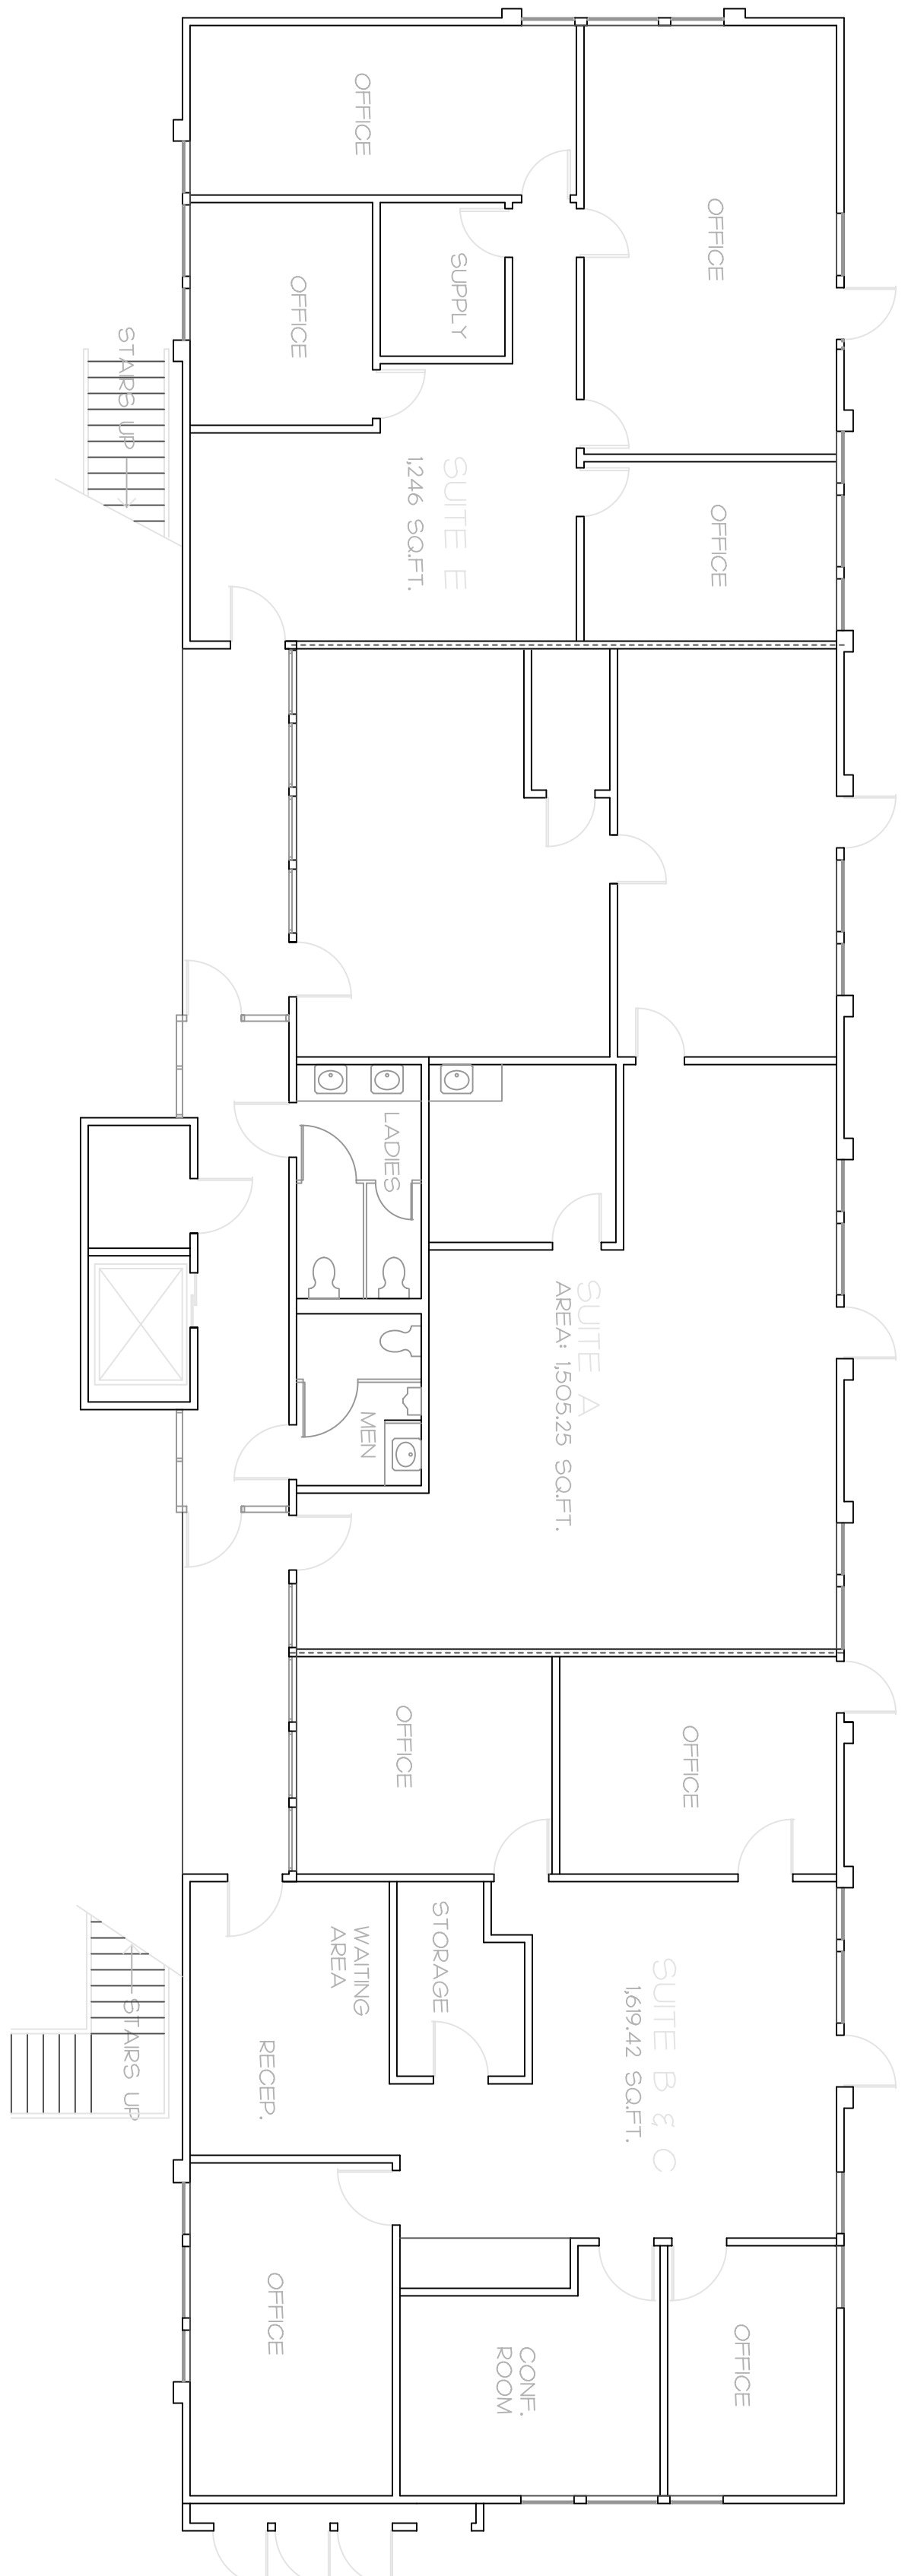 OFFICE
OFFICE
SUPPLY
OFFICE
STAIRS UP
SUITE E
1,246 SQ.FT.
OFFICE
LADIES
SUITE A
AREA: 1,505.25 SQ.FT.
MEN
OFFICE
OFFICE
STORAGE
WAITING
AREA
SUITE B & C
1,619.42 SQ.FT.
STAIRS UP
RECEP.
OFFICE
CONF.
ROOM
OFFICE